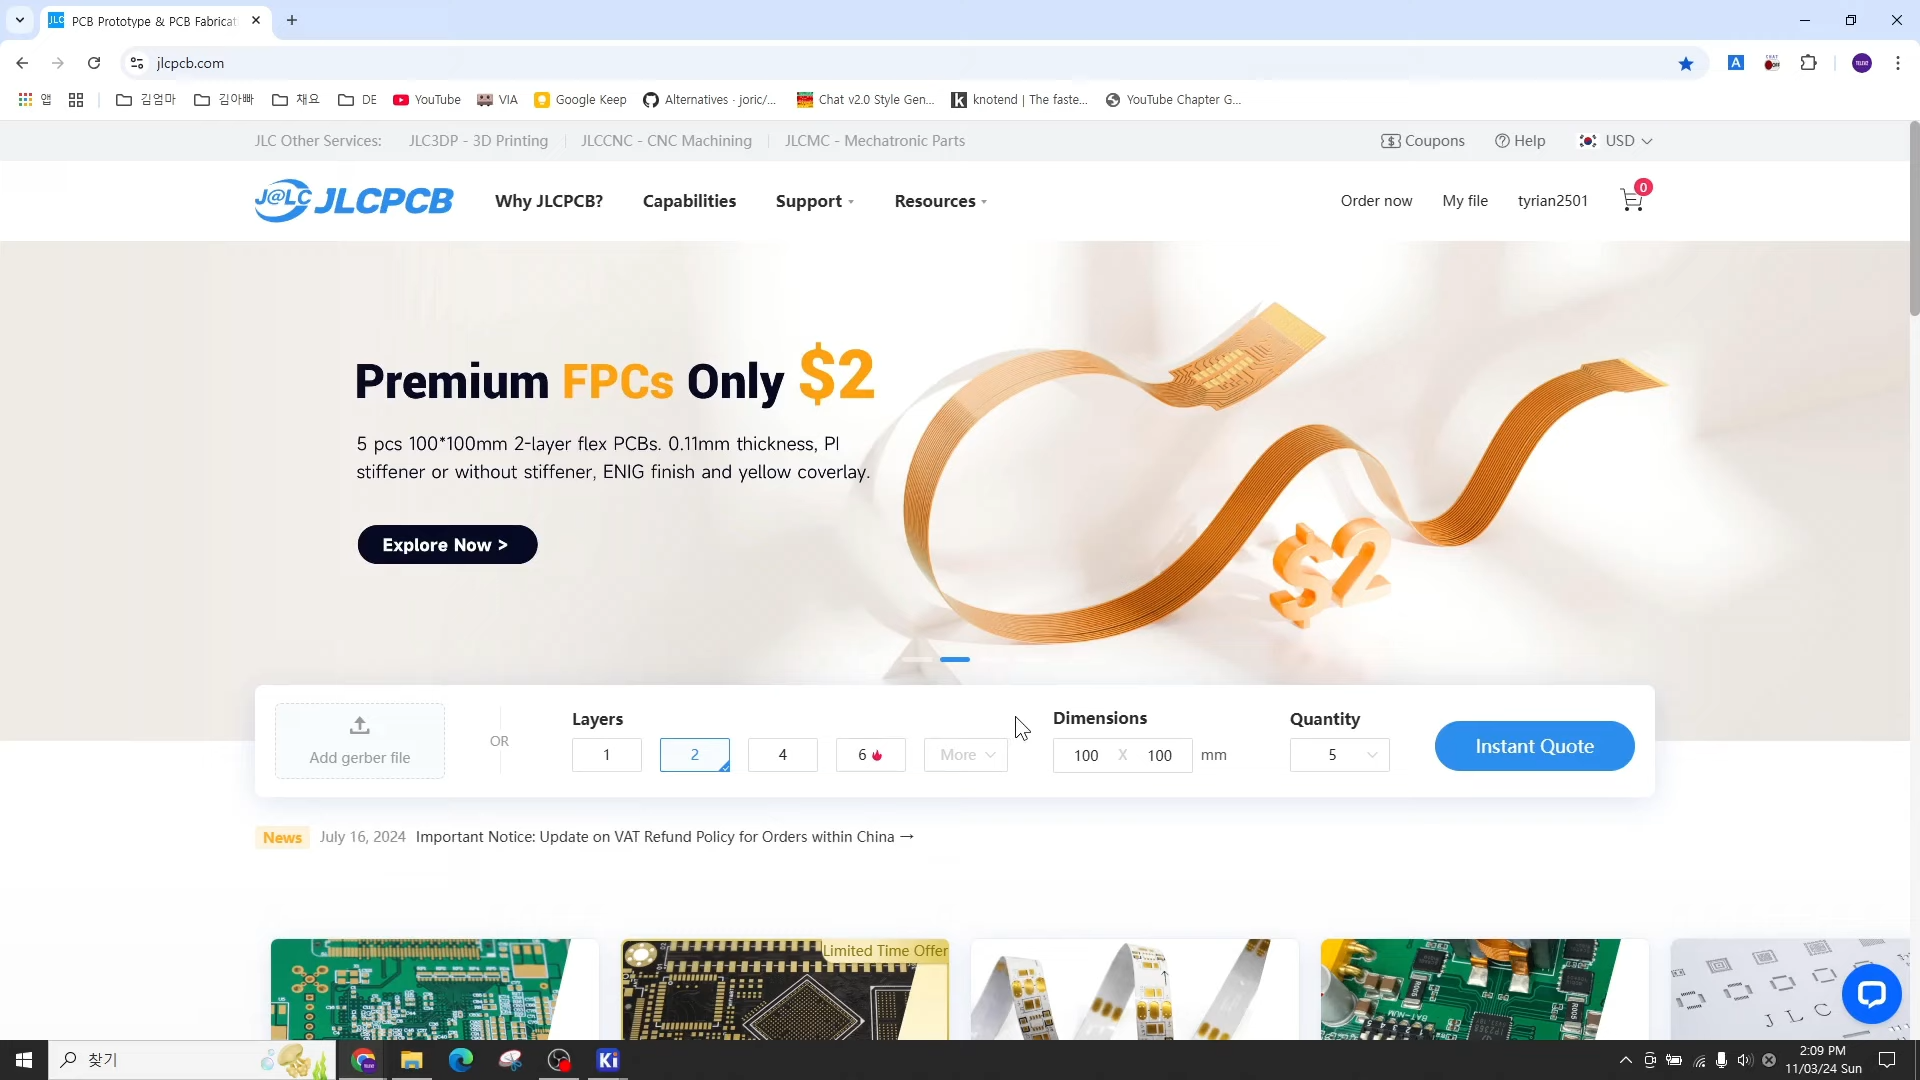 JLC PCB Prototype & PCB Fabricat
jlcpcb.com
앱 김엄마 김아빠 채요 DE YouTube VIA Google Keep Alternatives · joric/... Chat v2.0 Style Gen... knotend | The faste... YouTube Chapter G...
JLC Other Services: JLC3DP - 3D Printing JLCCNC - CNC Machining JLCMC - Mechatronic Parts Coupons Help USD
J@LC JLCPCB Why JLCPCB? Capabilities Support Resources Order now My file tyrian2501 0
Premium FPCs Only $2
5 pcs 100*100mm 2-layer flex PCBs. 0.11mm thickness, PI
stiffener or without stiffener, ENIG finish and yellow coverlay.
Explore Now >
$2
Layers Dimensions Quantity
Add gerber file OR 1 2 4 6 More 100 X 100 mm 5 Instant Quote
News July 16, 2024 Important Notice: Update on VAT Refund Policy for Orders within China →
Limited Time Offer
J L C
찾기 Ki 2:09 PM
11/03/24 Sun